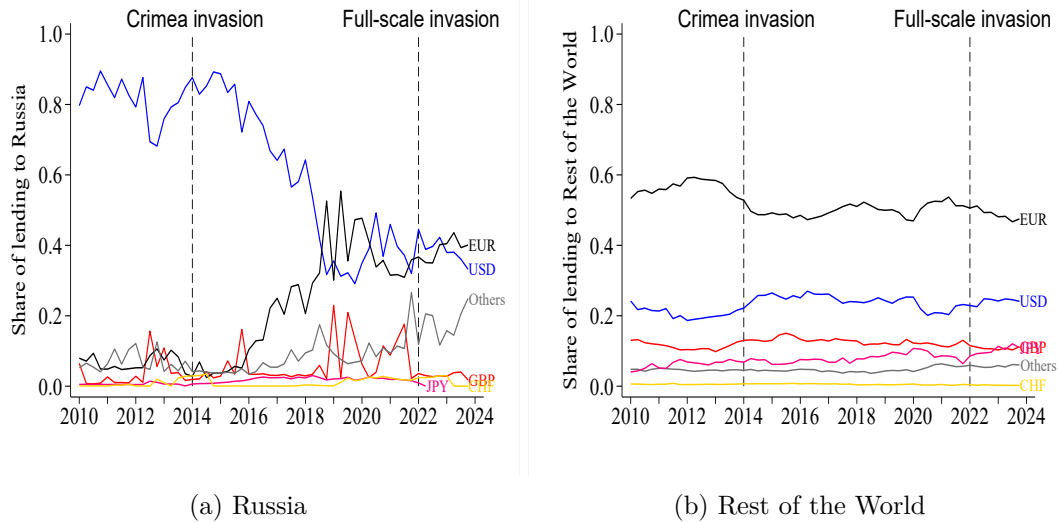 Crimea invasion
Full-scale invasion
Share of lending to Russia
1.0
0.8
0.6
0.4
0.2
0.0
EUR
USD
Others
GBP
CHF
JPY
2010 2012 2014 2016 2018 2020 2022 2024
(a) Russia
Crimea invasion
Full-scale invasion
Share of lending to Rest of the World
1.0
0.8
0.6
0.4
0.2
0.0
EUR
USD
GBP
JPY
Others
CHF
2010 2012 2014 2016 2018 2020 2022 2024
(b) Rest of the World